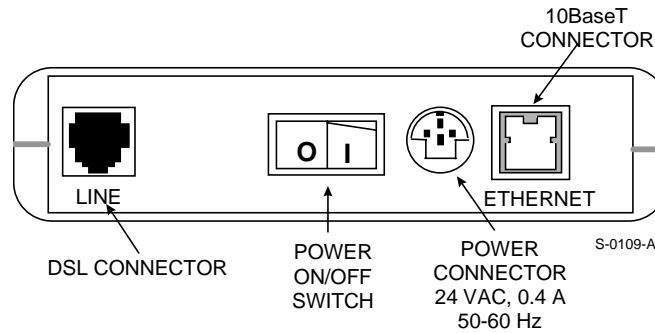 10BaseT
CONNECTOR
O I
LINE
ETHERNET
DSL CONNECTOR
POWER
ON/OFF
SWITCH
POWER
CONNECTOR
24 VAC, 0.4 A
50-60 Hz
S-0109-A